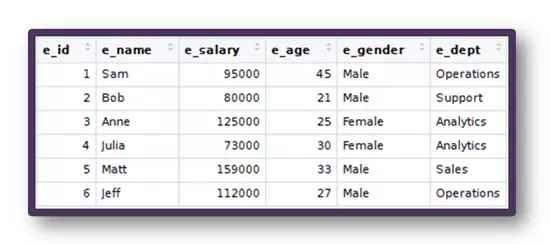 e_id e_name e_salary e_age e_gender e_dept
1 Sam 95000 45 Male Operations
2 Bob 80000 21 Male Support
3 Anne 125000 25 Female Analytics
4 Julia 73000 30 Female Analytics
5 Matt 159000 33 Male Sales
6 Jeff 112000 27 Male Operations